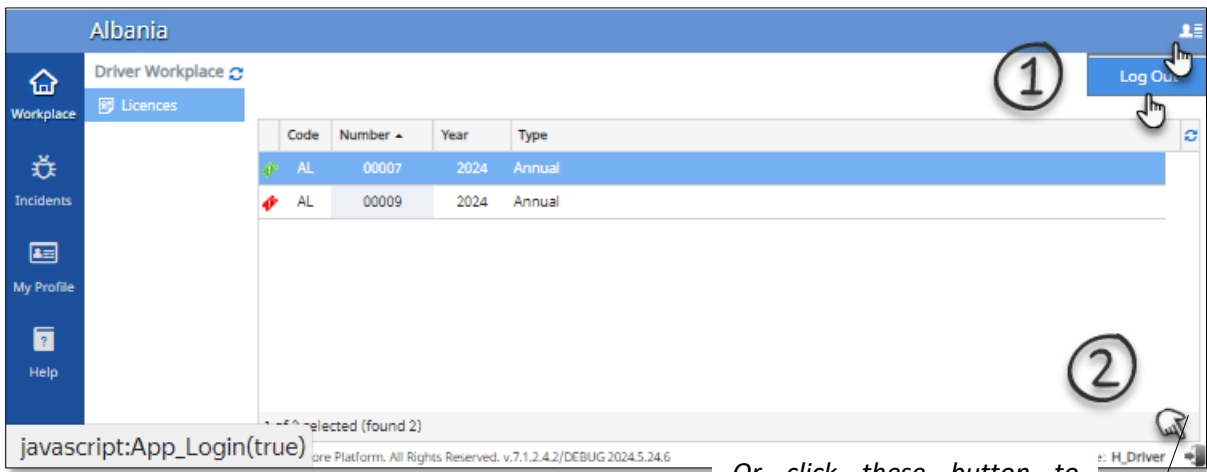 Albania
Driver Workplace
1
Log Out
Workplace
Licences
Code Number Year Type
AL 00007 2024 Annual
Incidents
AL 00009 2024 Annual
My Profile
?
Help
2
selected (found 2)
javascript:App_Login(true)
Platform. All Rights Reserved. v.7.1.2.4.2/DEBUG 2024.5.24.6
Or click these button to
: H_Driver